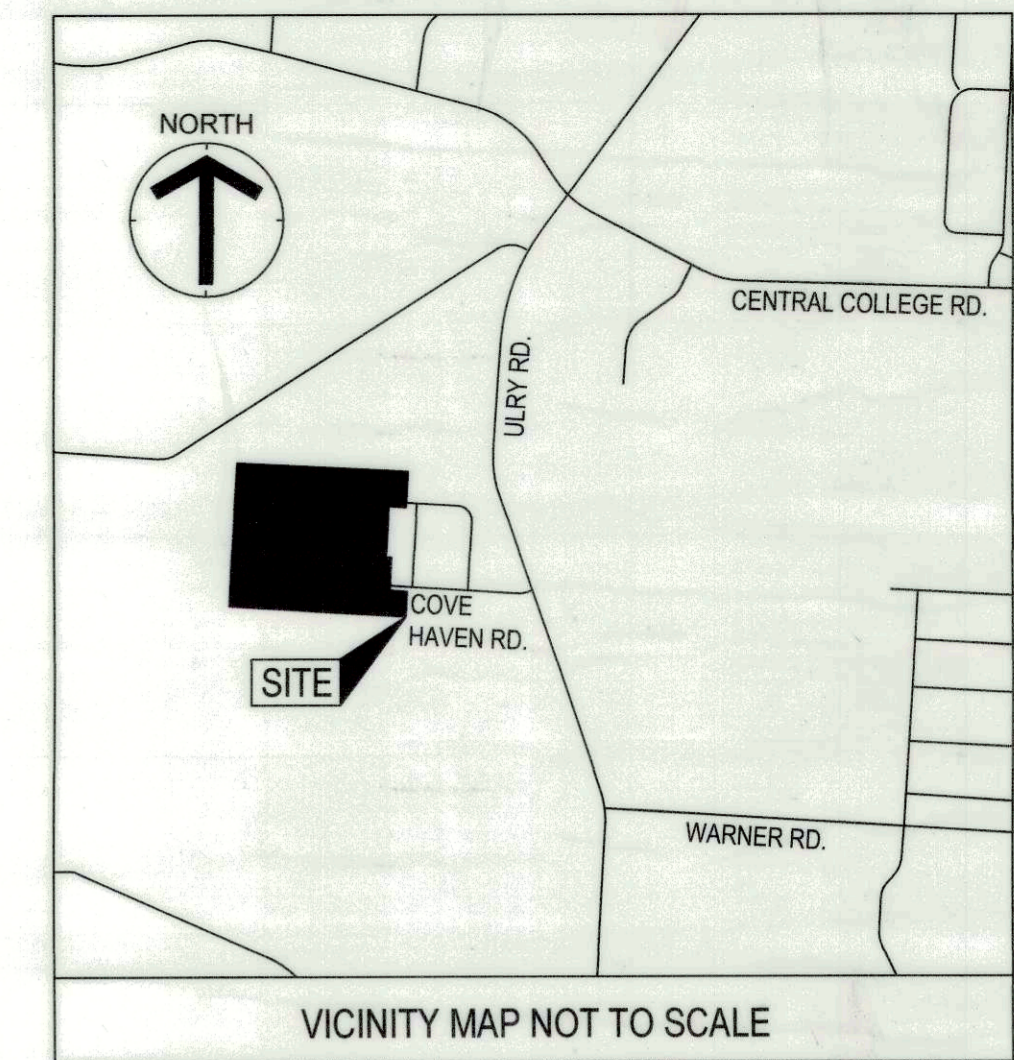 NORTH
CENTRAL COLLEGE RD.
ULRY RD.
COVE
HAVEN RD.
SITE
WARNER RD.
VICINITY MAP NOT TO SCALE